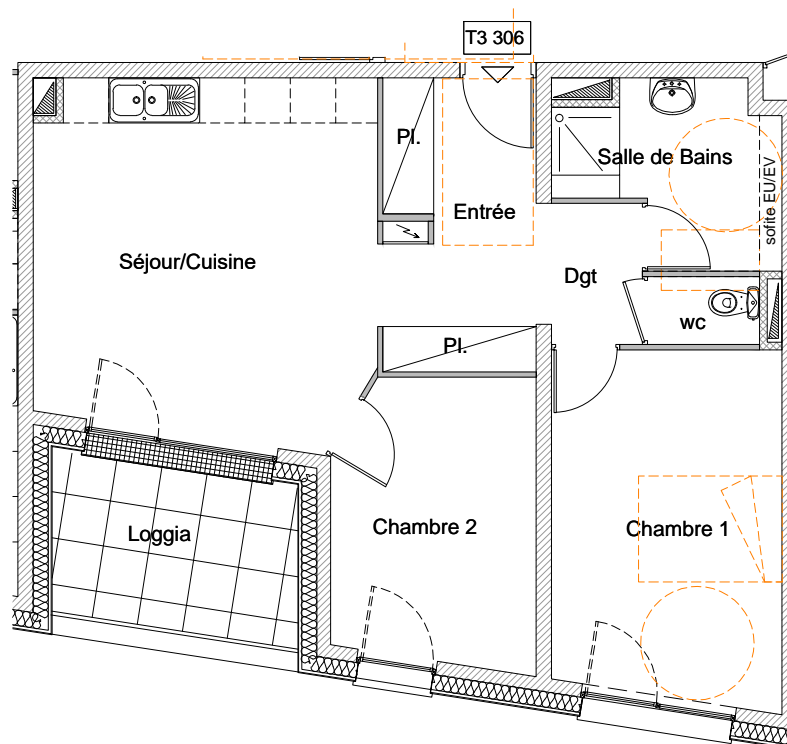 T3 306
Pl.
Salle de Bains
sofite EU/EV
Entrée
Séjour/Cuisine
Dgt
wc
Pl.
Loggia
Chambre 2
Chambre 1